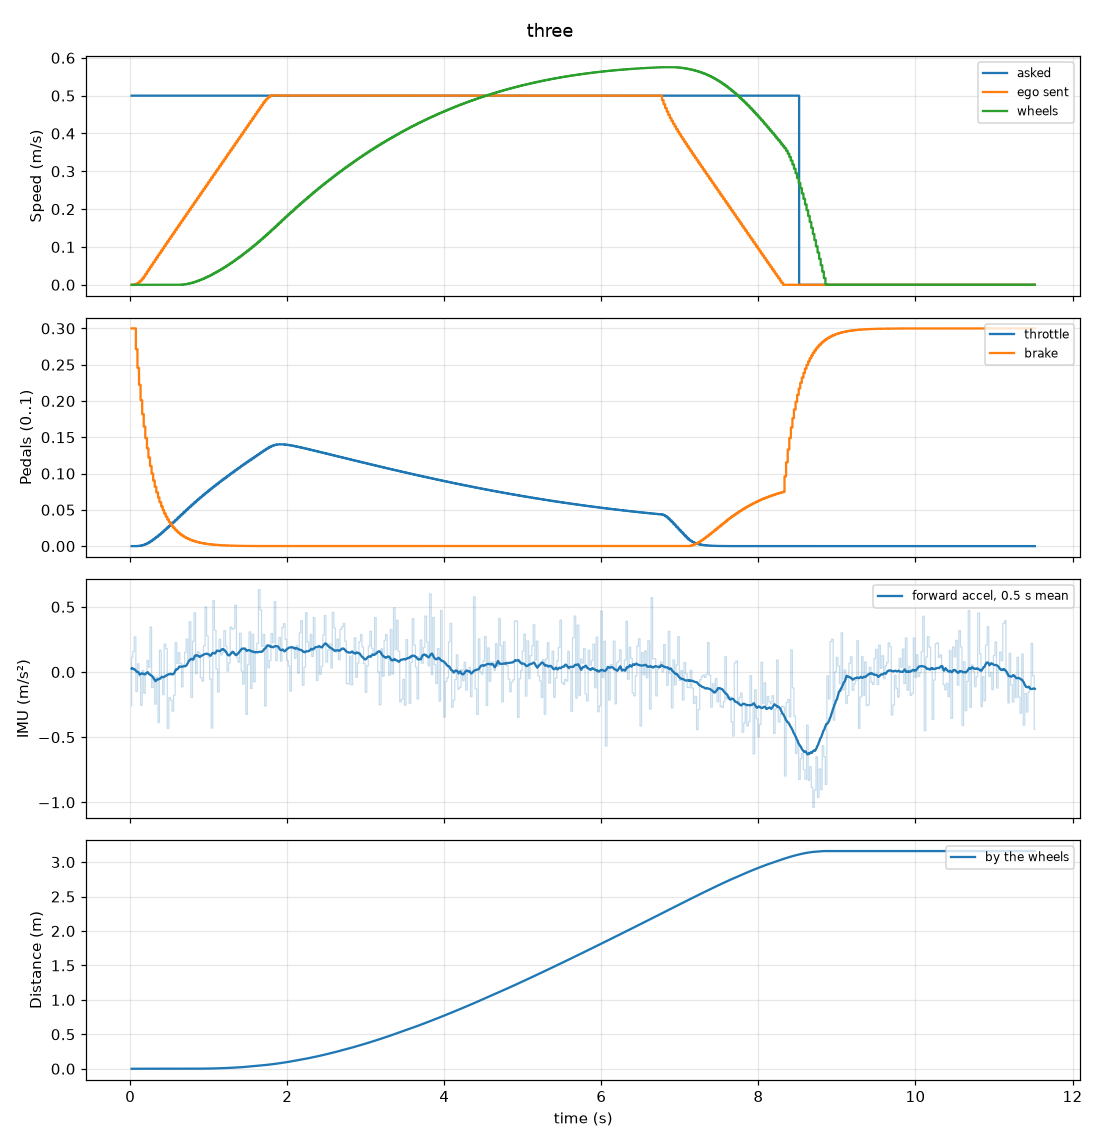 three
Speed (m/s)
0.6
0.5
0.4
0.3
0.2
0.1
0.0
asked
ego sent
wheels
Pedals (0..1)
0.30
0.25
0.20
0.15
0.10
0.05
0.00
throttle
brake
IMU (m/s²)
0.5
0.0
−0.5
−1.0
forward accel, 0.5 s mean
Distance (m)
3.0
2.5
2.0
1.5
1.0
0.5
0.0
by the wheels
0 2 4 6 8 10 12
time (s)